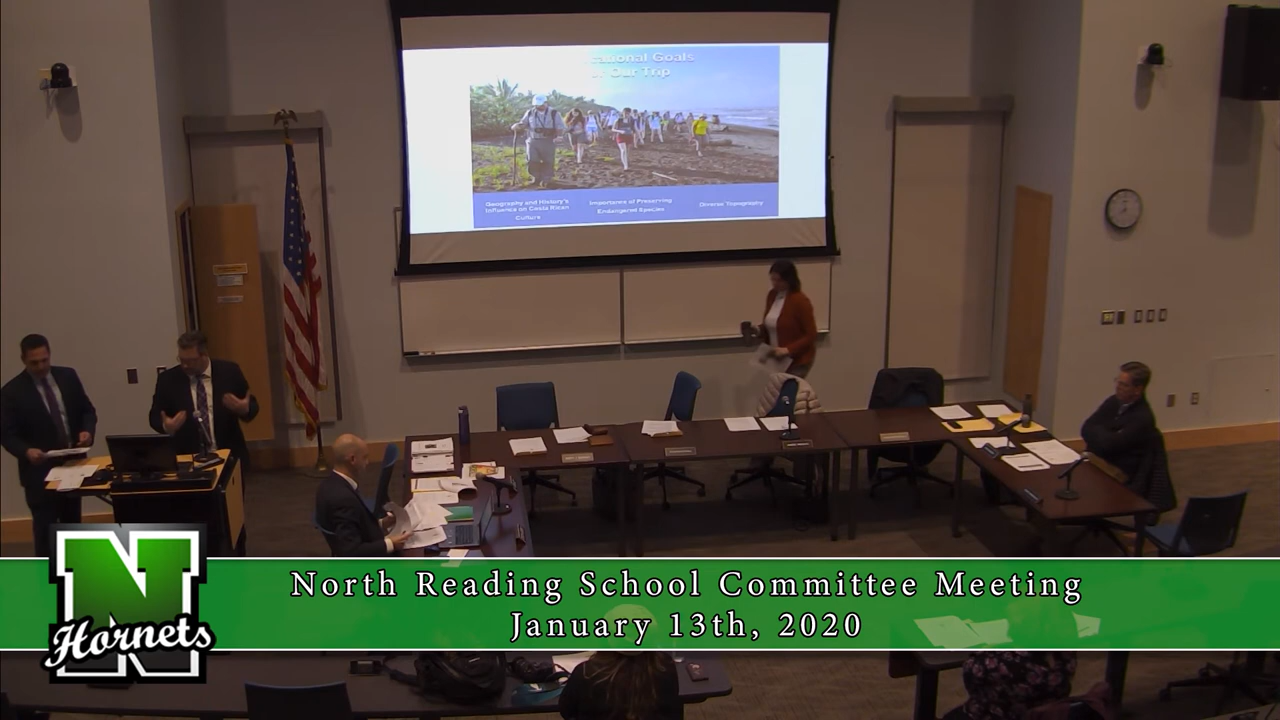 ational Goals
Our Trip
Geography and History's
Influence on Costa Rican
Culture
Importance of Preserving
Endangered Species
Diverse Topography
North Reading School Committee Meeting
January 13th, 2020
N
Hornets